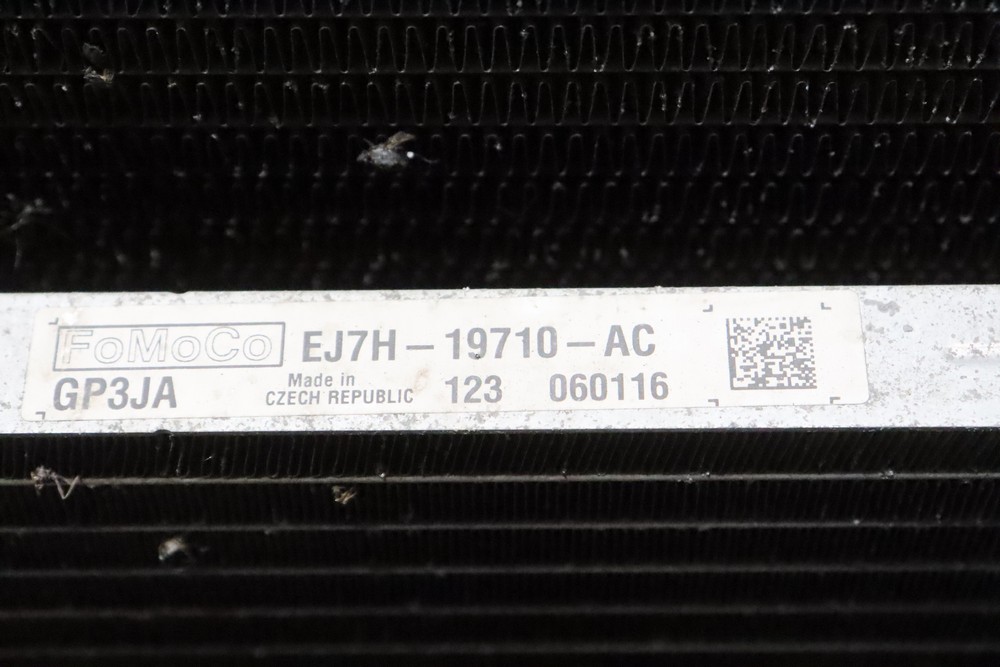 FoMoCo EJ7H-19710-AC
GP3JA Made in CZECH REPUBLIC 123 060116